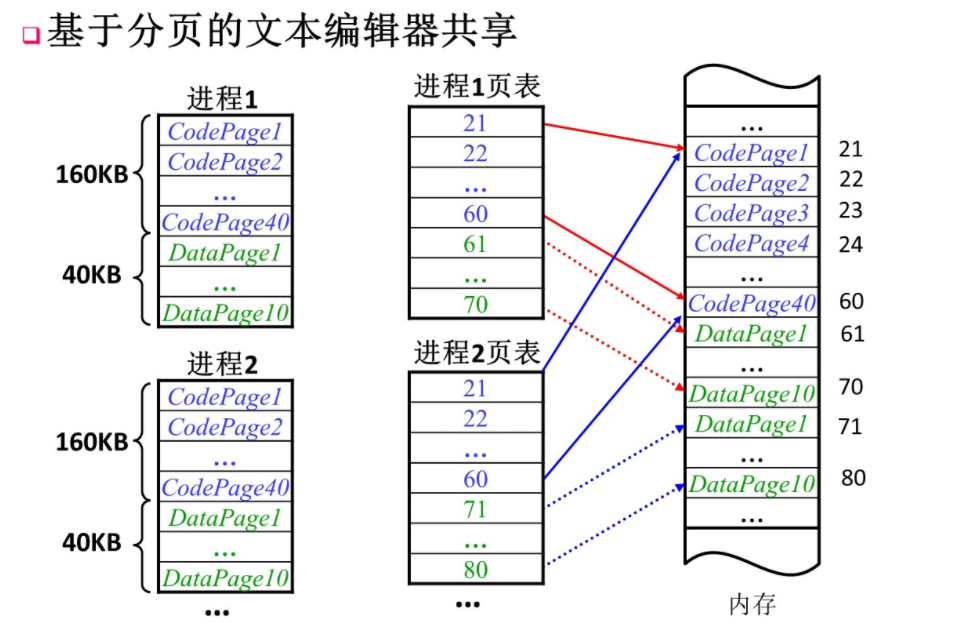 基于分页的文本编辑器共享
进程1
160KB
40KB
CodePage1
CodePage2
...
CodePage40
DataPage1
...
DataPage10
进程2
160KB
40KB
CodePage1
CodePage2
...
CodePage40
DataPage1
...
DataPage10
...
进程1页表
21
22
...
60
61
...
70
进程2页表
21
22
...
60
71
...
80
...
...
CodePage1 21
CodePage2 22
CodePage3 23
CodePage4 24
...
CodePage40 60
DataPage1 61
...
DataPage10 70
DataPage1 71
...
DataPage10 80
...
内存